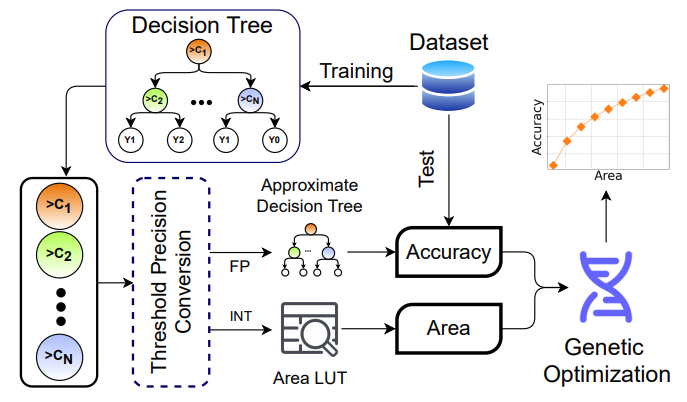 Decision Tree
>C1
>C2
>CN
Y1
Y2
Y1
Y0
Training
Dataset
Test
Accuracy
Area
>C1
>C2
>CN
Threshold Precision
Conversion
FP
INT
Approximate
Decision Tree
Area LUT
Accuracy
Area
Genetic
Optimization